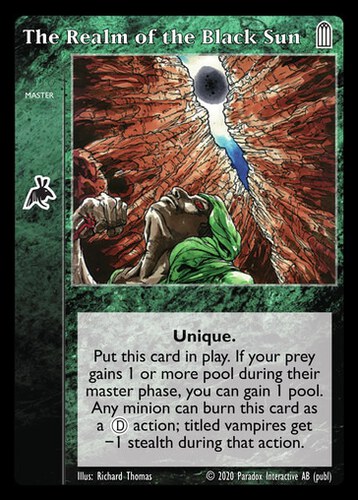 The Realm of the Black Sun
MASTER
Unique.
Put this card in play. If your prey
gains 1 or more pool during their
master phase, you can gain 1 pool.
Any minion can burn this card as
a Ⓓ action; titled vampires get
−1 stealth during that action.
Illus: Richard Thomas © 2020 Paradox Interactive AB (publ)